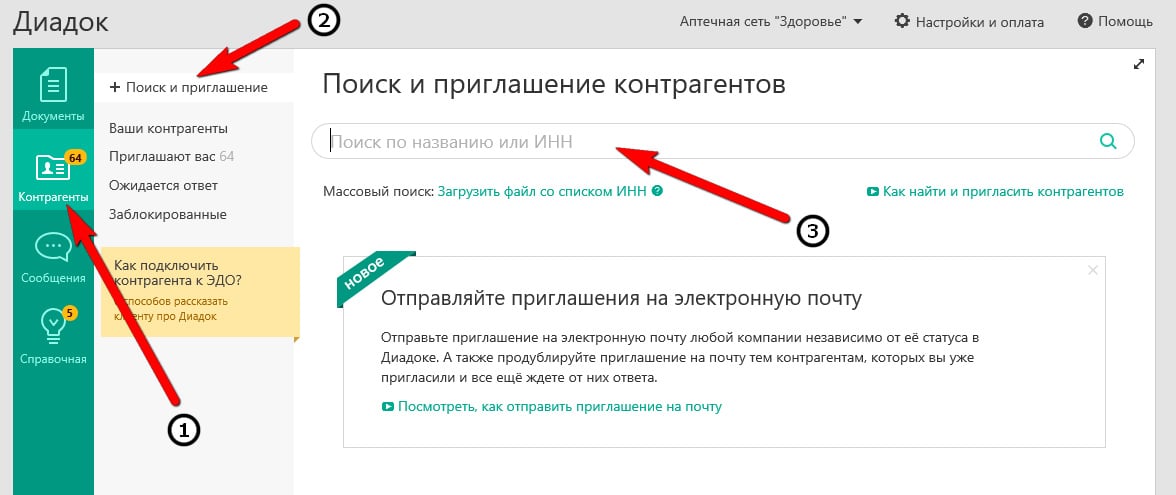 Диадок
Аптечная сеть "Здоровье"
Настройки и оплата
Помощь
2
Документы
64
Контрагенты
Сообщения
5
Справочная
+ Поиск и приглашение
Ваши контрагенты
Приглашают вас 64
Ожидается ответ
Заблокированные
Как подключить
контрагента к ЭДО?
способов рассказать
клиенту про Диадок
1
Поиск и приглашение контрагентов
Поиск по названию или ИНН
Массовый поиск: Загрузить файл со списком ИНН ?
Как найти и пригласить контрагентов
3
НОВОЕ
Отправляйте приглашения на электронную почту
Отправьте приглашение на электронную почту любой компании независимо от её статуса в
Диадоке. А также продублируйте приглашение на почту тем контрагентам, которых вы уже
пригласили и все ещё ждете от них ответа.
Посмотреть, как отправить приглашение на почту